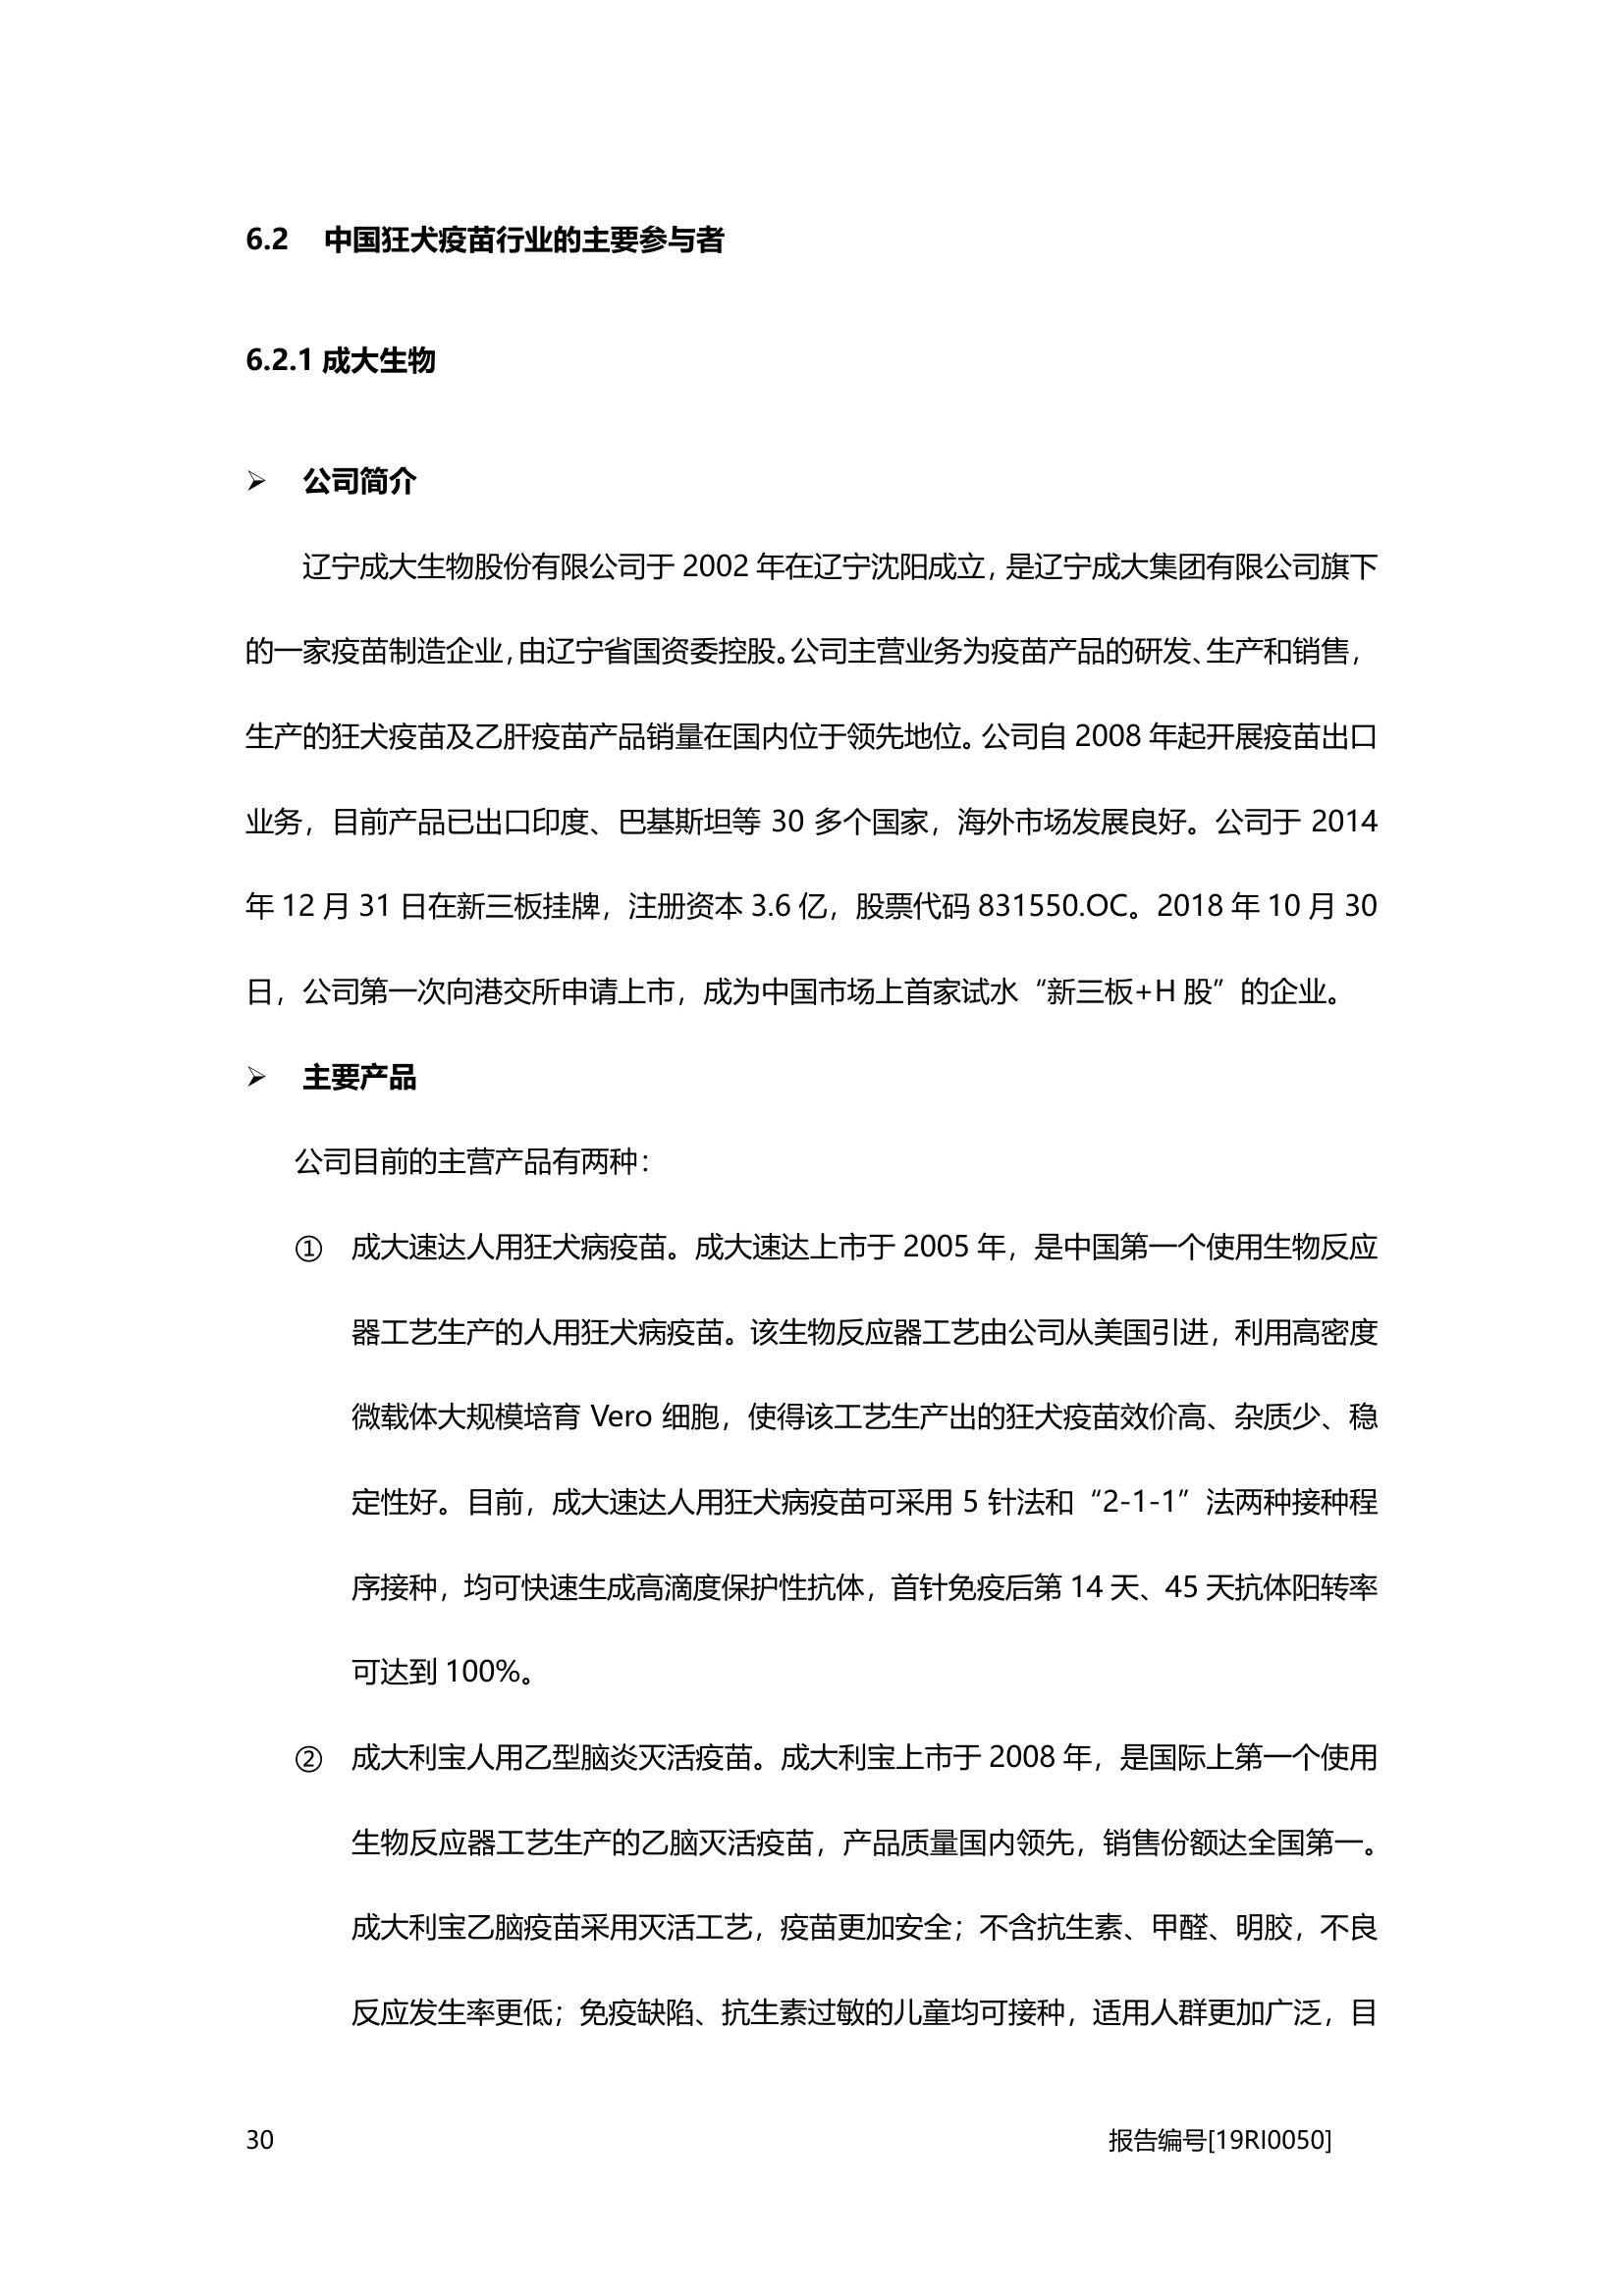 6.2 中国狂犬疫苗行业的主要参与者
6.2.1 成大生物
➢ 公司简介
辽宁成大生物股份有限公司于 2002 年在辽宁沈阳成立，是辽宁成大集团有限公司旗下
的一家疫苗制造企业，由辽宁省国资委控股。公司主营业务为疫苗产品的研发、生产和销售，
生产的狂犬疫苗及乙肝疫苗产品销量在国内位于领先地位。公司自 2008 年起开展疫苗出口
业务，目前产品已出口印度、巴基斯坦等 30 多个国家，海外市场发展良好。公司于 2014
年 12 月 31 日在新三板挂牌，注册资本 3.6 亿，股票代码 831550.OC。2018 年 10 月 30
日，公司第一次向港交所申请上市，成为中国市场上首家试水“新三板+H 股”的企业。
➢ 主要产品
公司目前的主营产品有两种：
① 成大速达人用狂犬病疫苗。成大速达上市于 2005 年，是中国第一个使用生物反应
器工艺生产的人用狂犬病疫苗。该生物反应器工艺由公司从美国引进，利用高密度
微载体大规模培育 Vero 细胞，使得该工艺生产出的狂犬疫苗效价高、杂质少、稳
定性好。目前，成大速达人用狂犬病疫苗可采用 5 针法和“2-1-1”法两种接种程
序接种，均可快速生成高滴度保护性抗体，首针免疫后第 14 天、45 天抗体阳转率
可达到 100%。
② 成大利宝人用乙型脑炎灭活疫苗。成大利宝上市于 2008 年，是国际上第一个使用
生物反应器工艺生产的乙脑灭活疫苗，产品质量国内领先，销售份额达全国第一。
成大利宝乙脑疫苗采用灭活工艺，疫苗更加安全；不含抗生素、甲醛、明胶，不良
反应发生率更低；免疫缺陷、抗生素过敏的儿童均可接种，适用人群更加广泛，目
30 报告编号[19RI0050]